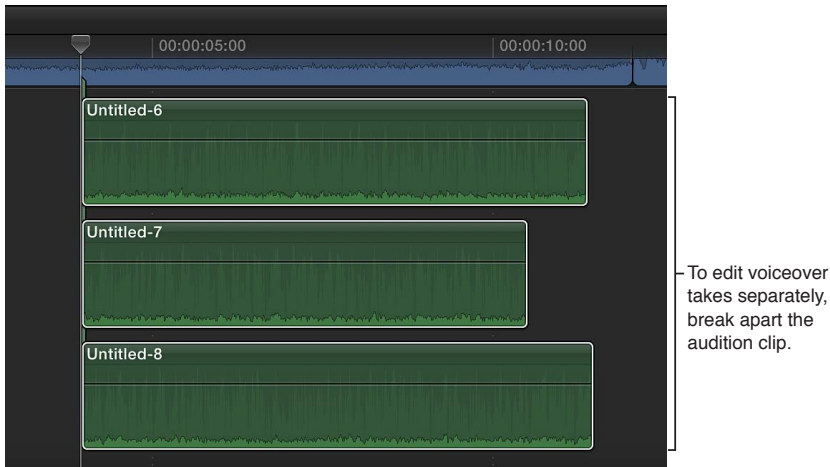 00:00:05:00
00:00:10:00
Untitled-6
Untitled-7
Untitled-8
To edit voiceover
takes separately,
break apart the
audition clip.